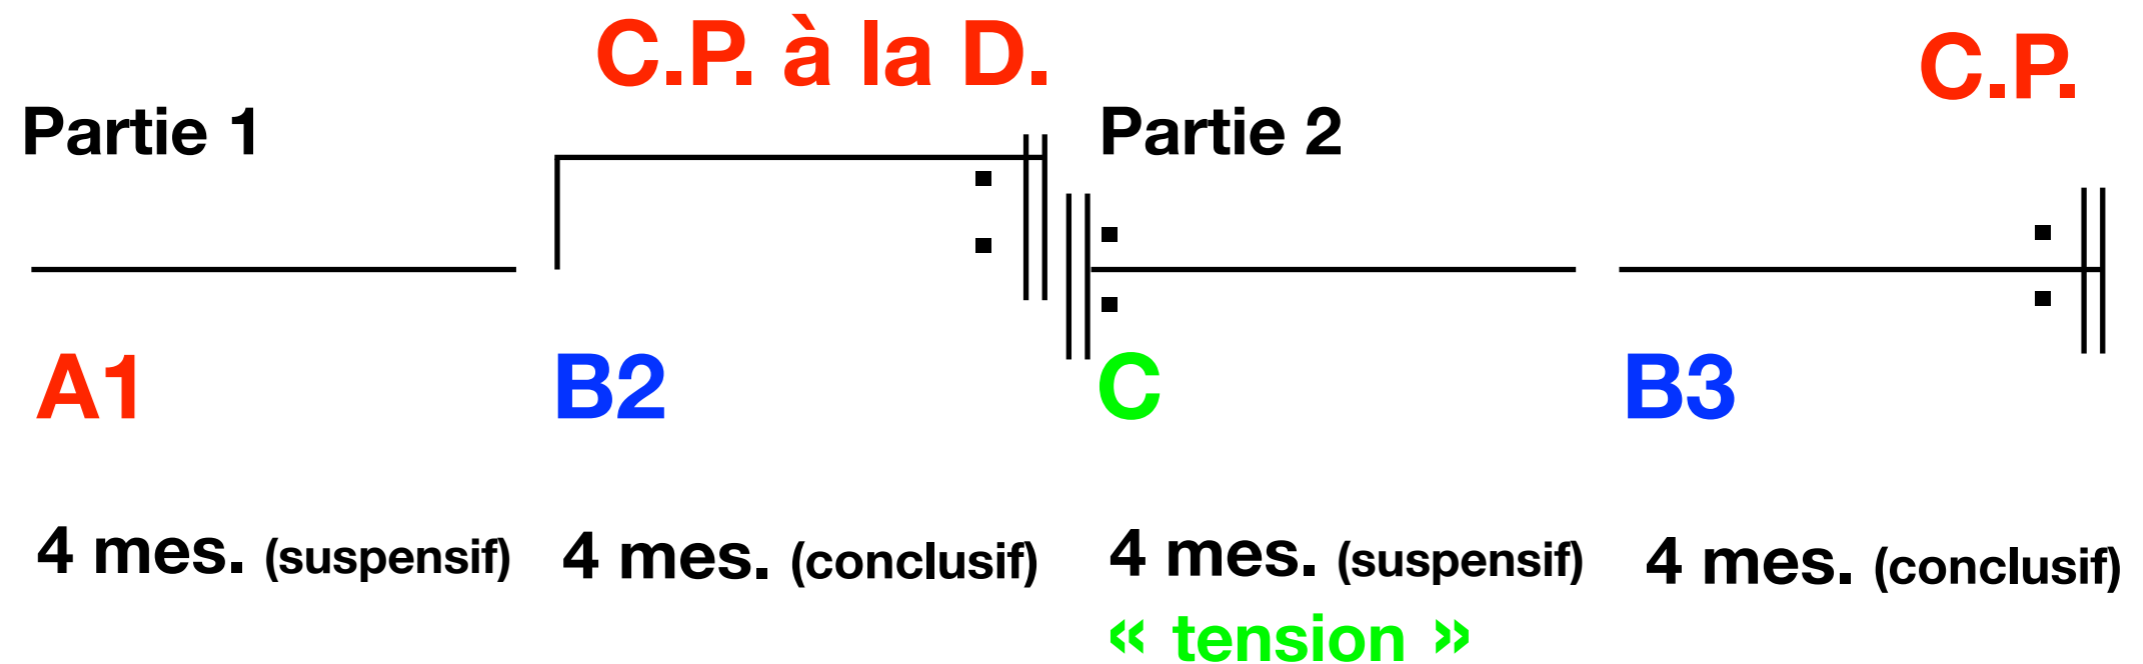 C.P. à la D.
C.P.
Partie 1
Partie 2
A1
B2
C
B3
4 mes. (suspensif)
4 mes. (conclusif)
4 mes. (suspensif)
4 mes. (conclusif)
« tension »